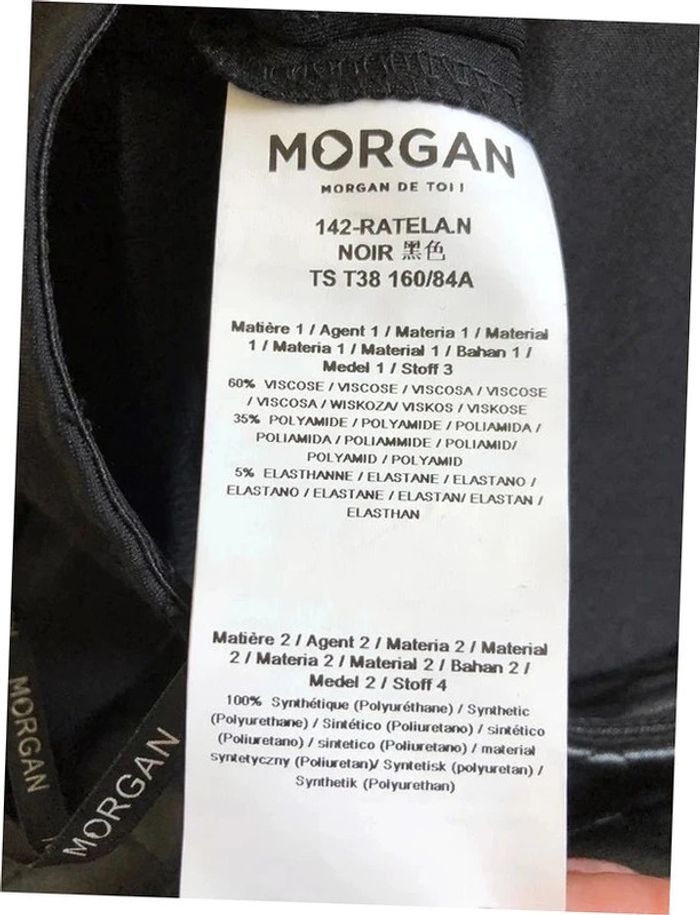 MORGAN
MORGAN DE TOI !
142-RATELA.N
NOIR 黑色
TS T38 160/84A
Matière 1 / Agent 1 / Materia 1 / Material
1 / Materia 1 / Material 1 / Bahan 1 /
Medel 1 / Stoff 3
60% VISCOSE / VISCOSE / VISCOSA / VISCOSE
/ VISCOSA / WISKOZA/ VISKOS / VISKOSE
35% POLYAMIDE / POLYAMIDE / POLIAMIDA /
POLIAMIDA / POLIAMMIDE / POLIAMID/
POLYAMID / POLYAMID
5% ELASTHANNE / ELASTANE / ELASTANO /
ELASTANO / ELASTANE / ELASTAN/ ELASTAN /
ELASTHAN
Matière 2 / Agent 2 / Materia 2 / Material
2 / Materia 2 / Material 2 / Bahan 2 /
Medel 2 / Stoff 4
100% Synthétique (Polyuréthane) / Synthetic
(Polyurethane) / Sintético (Poliuretano) / sintético
(Poliuretano) / sintetico (Poliuretano) / material
syntetyczny (Poliuretan)/ Syntetisk (polyuretan) /
Synthetik (Polyurethan)
MORGAN
MORGAN